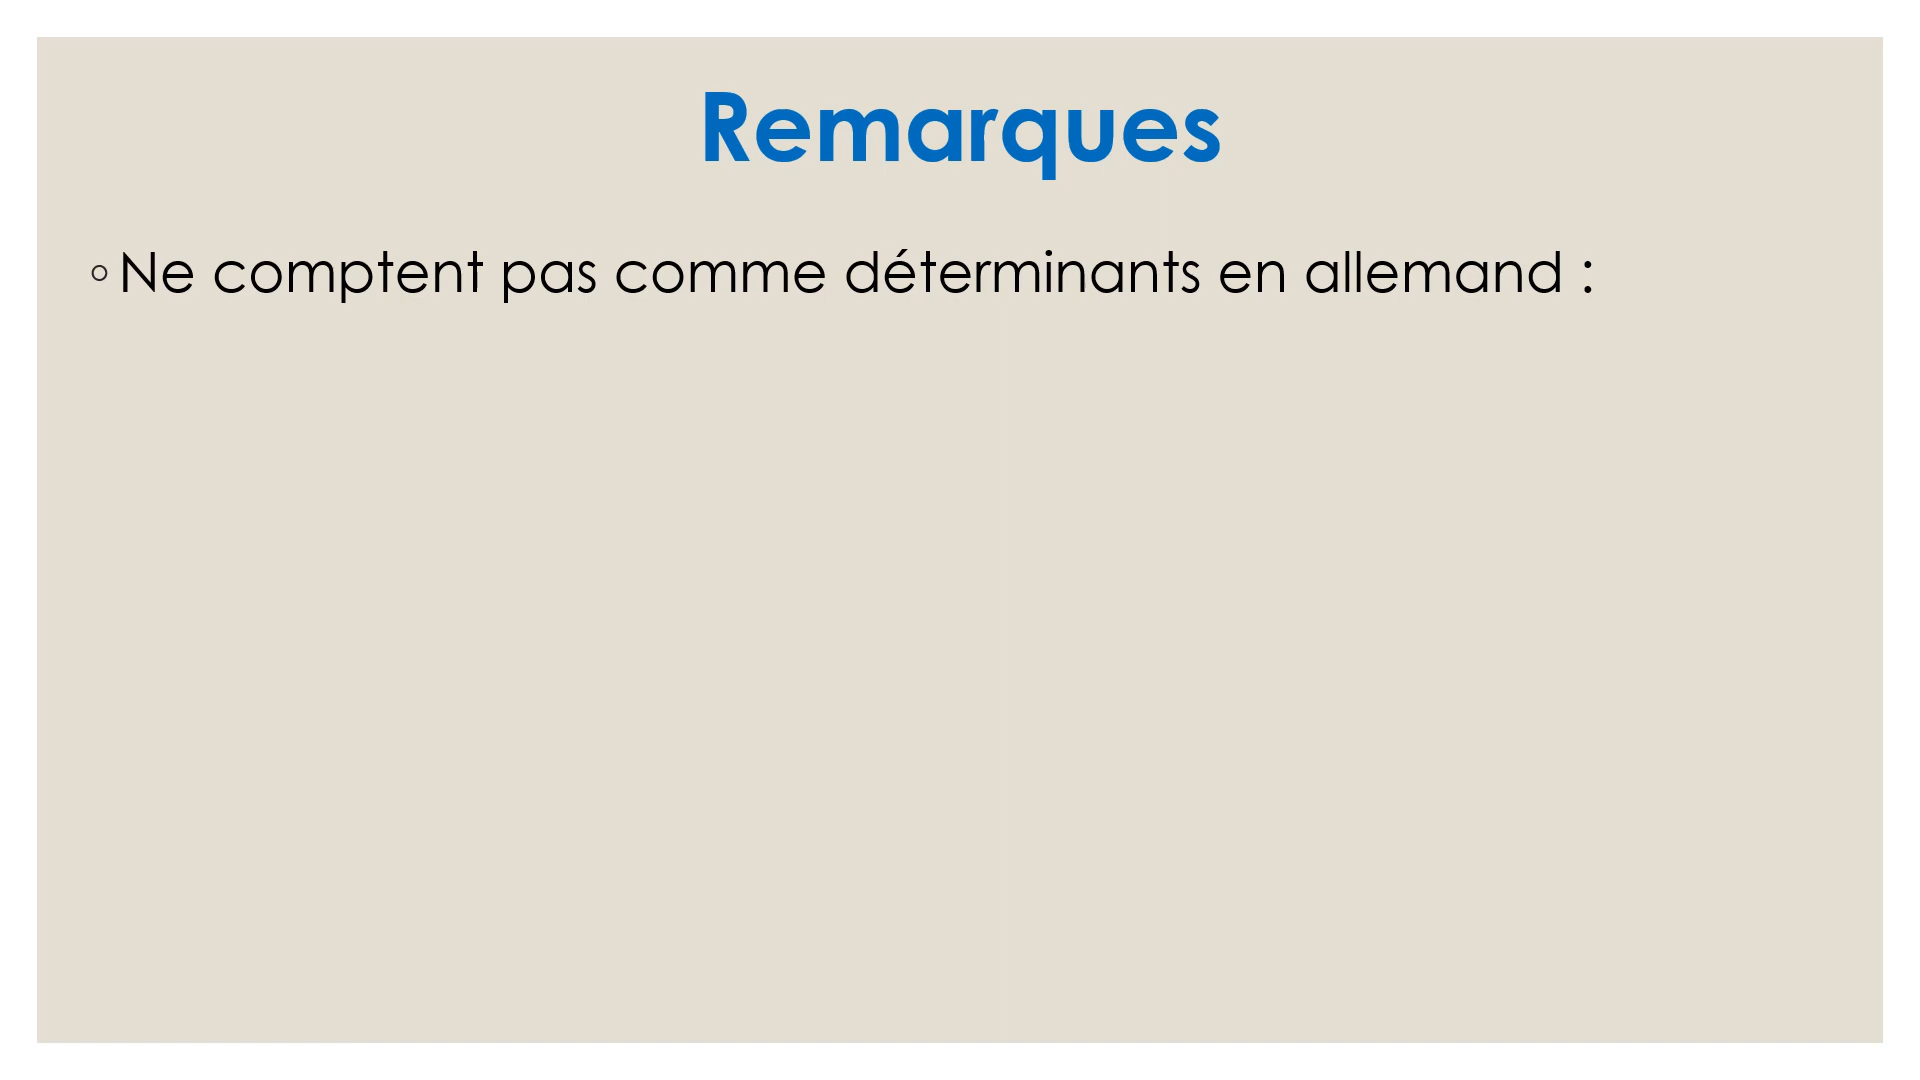 Remarques
◦ Ne comptent pas comme déterminants en allemand :